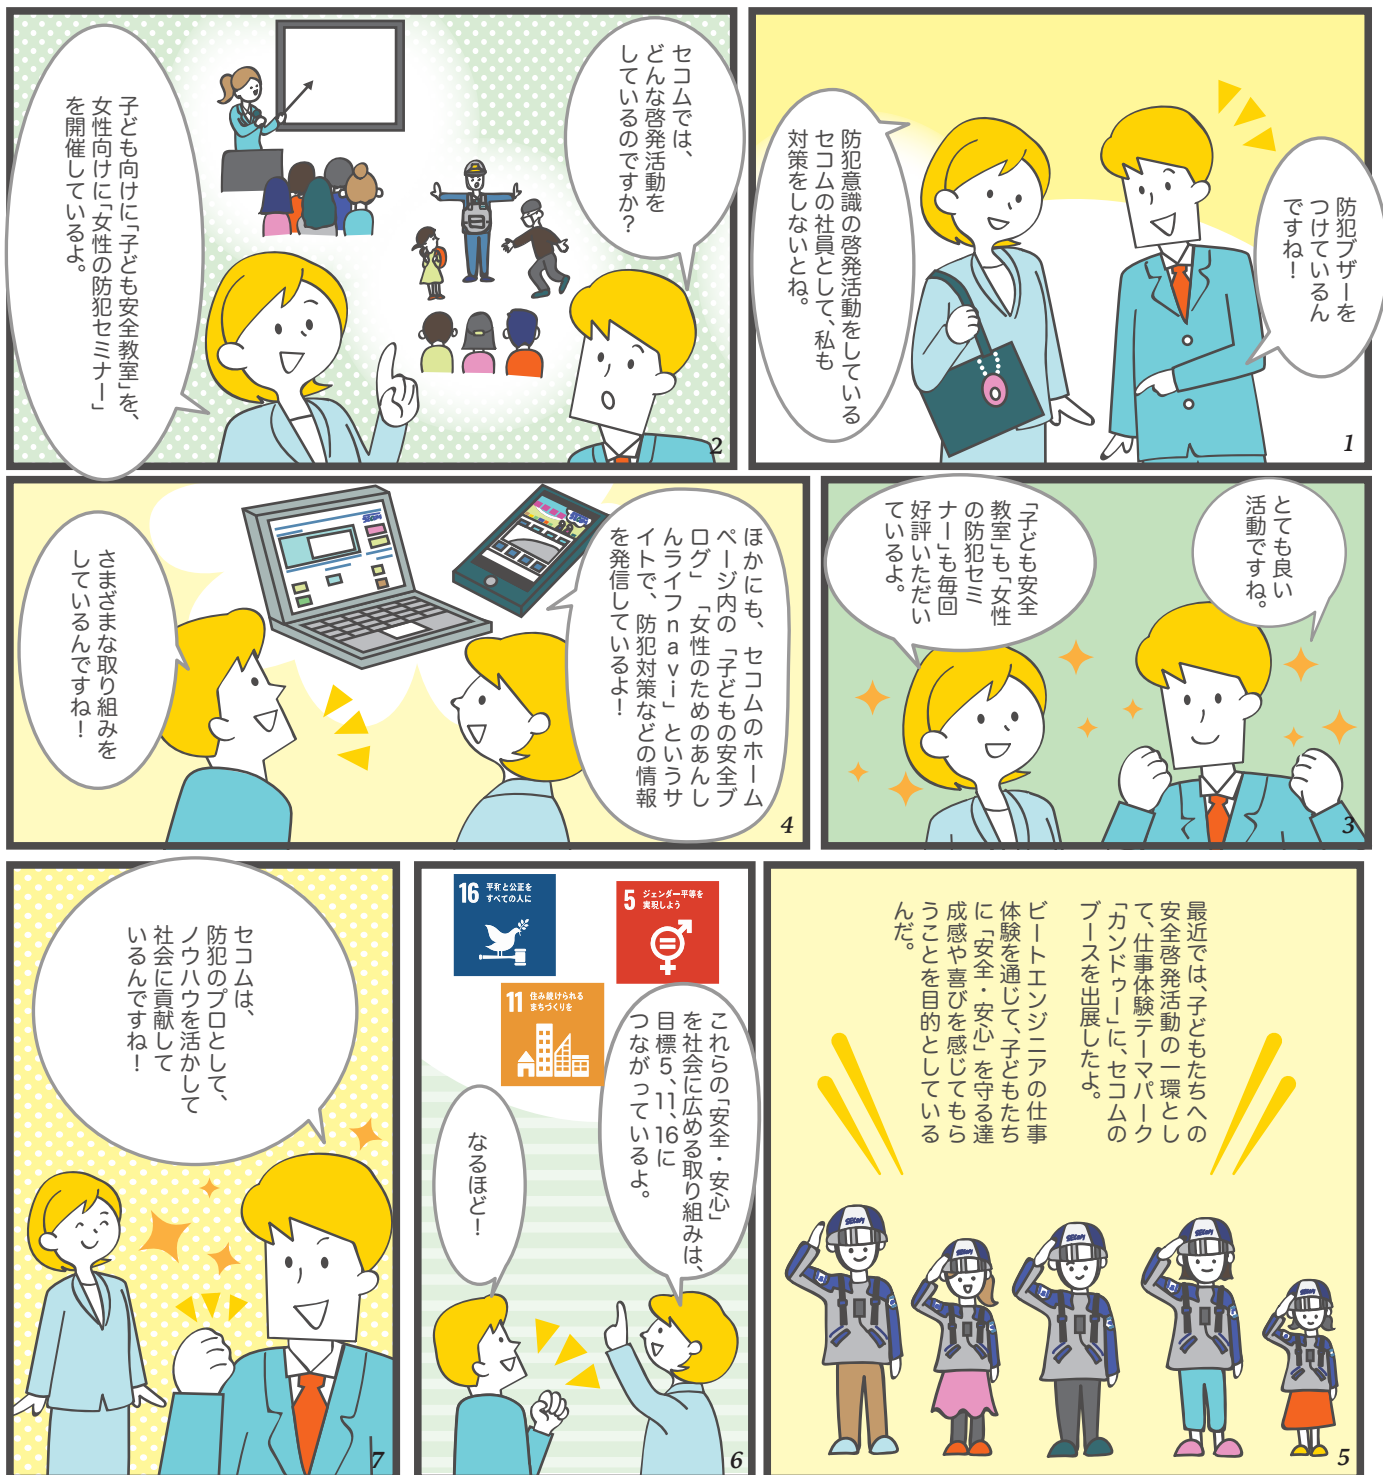 防犯ブザーを
つけているん
ですね！
防犯意識の啓発活動をしている
セコムの社員として、私も
対策をしないとね。
1
セコムでは、
どんな啓発活動を
しているのですか？
子ども向けに「子ども安全教室」を、
女性向けに「女性の防犯セミナー」
を開催しているよ。
2
とても良い
活動ですね。
「子ども安全
教室」も「女性
の防犯セミ
ナー」も毎回
好評いただい
ているよ。
3
ほかにも、セコムのホーム
ページ内の「子どもの安全ブ
ログ」「女性のためのあんし
んライフnavi」というサ
イトで、防犯対策などの情報
を発信しているよ！
SECOM
SECOM
さまざまな取り組みを
しているんですね！
4
最近では、子どもたちへの
安全啓発活動の一環とし
て、仕事体験テーマパーク
「カンドゥー」に、セコムの
ブースを出展したよ。
ビートエンジニアの仕事
体験を通じて、子どもたち
に「安全・安心」を守る達
成感や喜びを感じてもら
うことを目的としている
んだ。
SECOM
SECOM
SECOM
SECOM
SECOM
5
16 平和と公正を
すべての人に
5 ジェンダー平等を
実現しよう
11 住み続けられる
まちづくりを
これらの「安全・安心」
を社会に広める取り組みは、
目標5、11、16に
つながっているよ。
なるほど！
6
セコムは、
防犯のプロとして、
ノウハウを活かして
社会に貢献して
いるんですね！
7